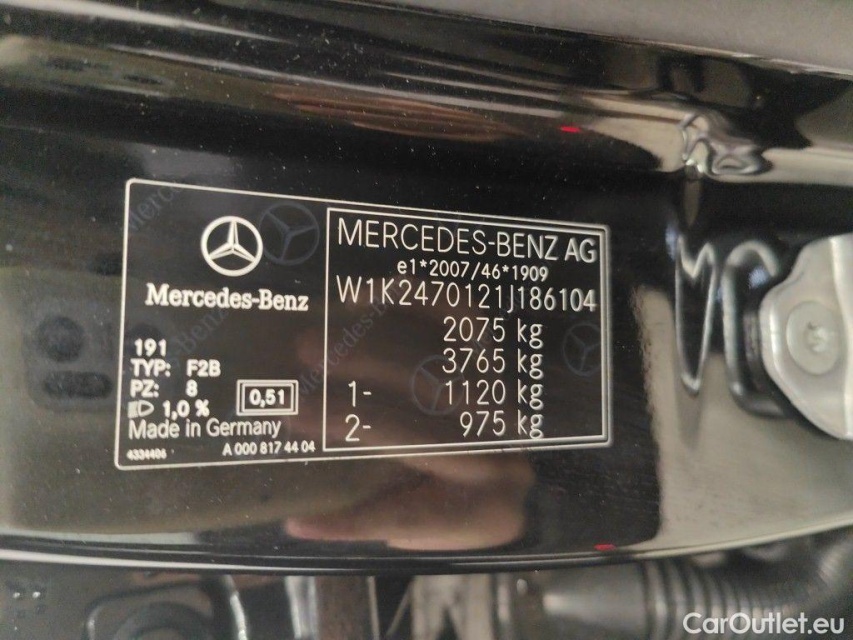 Mercedes-Benz
191
TYP: F2B
PZ: 8
1,0 %
0,51
Made in Germany
4334406
A 000 817 44 04
MERCEDES-BENZ AG
e1*2007/46*1909
W1K2470121J186104
2075 kg
3765 kg
1- 1120 kg
2- 975 kg
CarOutlet.eu